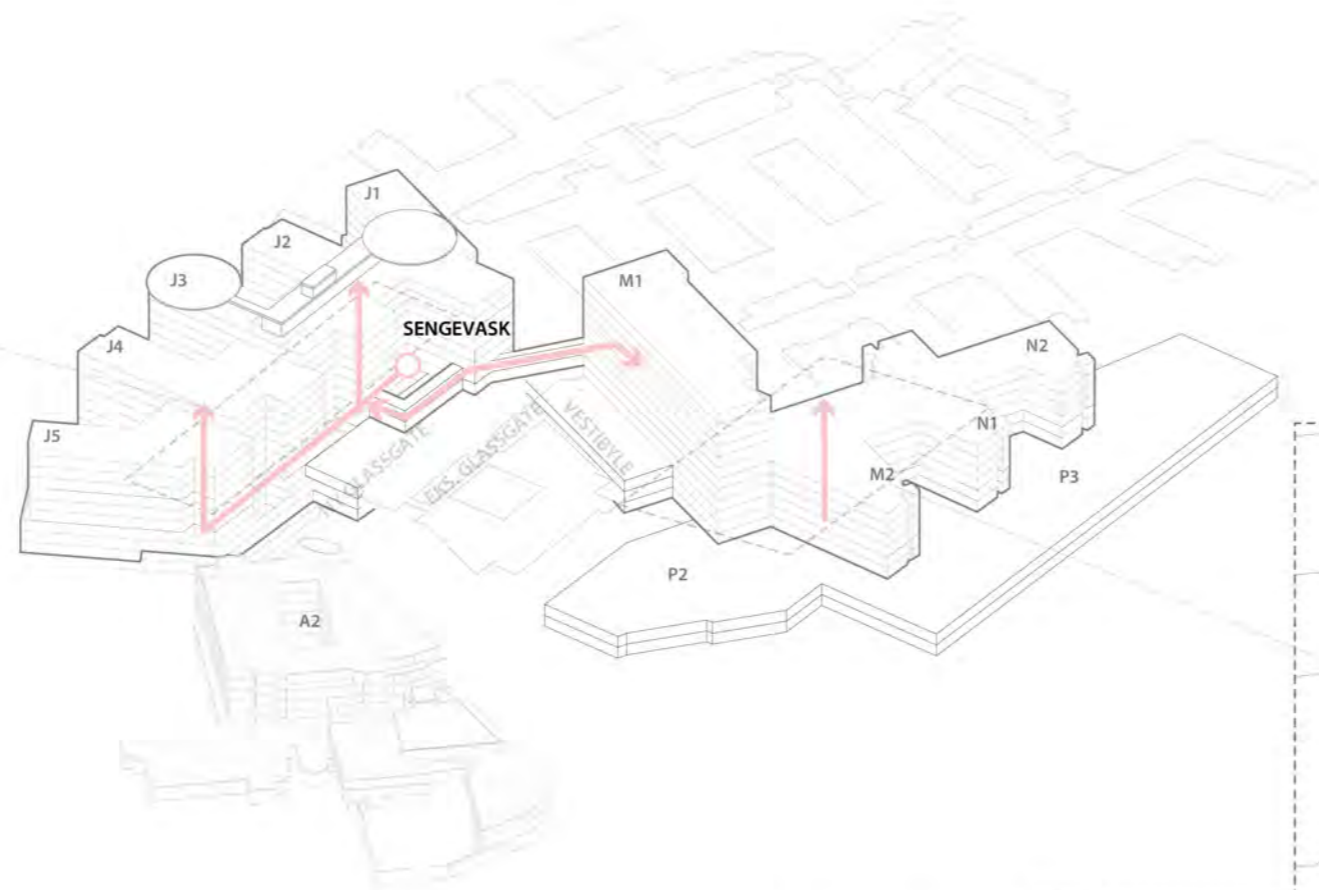 J1
J2
J3
M1
SENGEVASK
J4
N2
VESTIBYLE
N1
J5
GLASSGATE
EKS. GLASSGATE
M2
P3
P2
A2